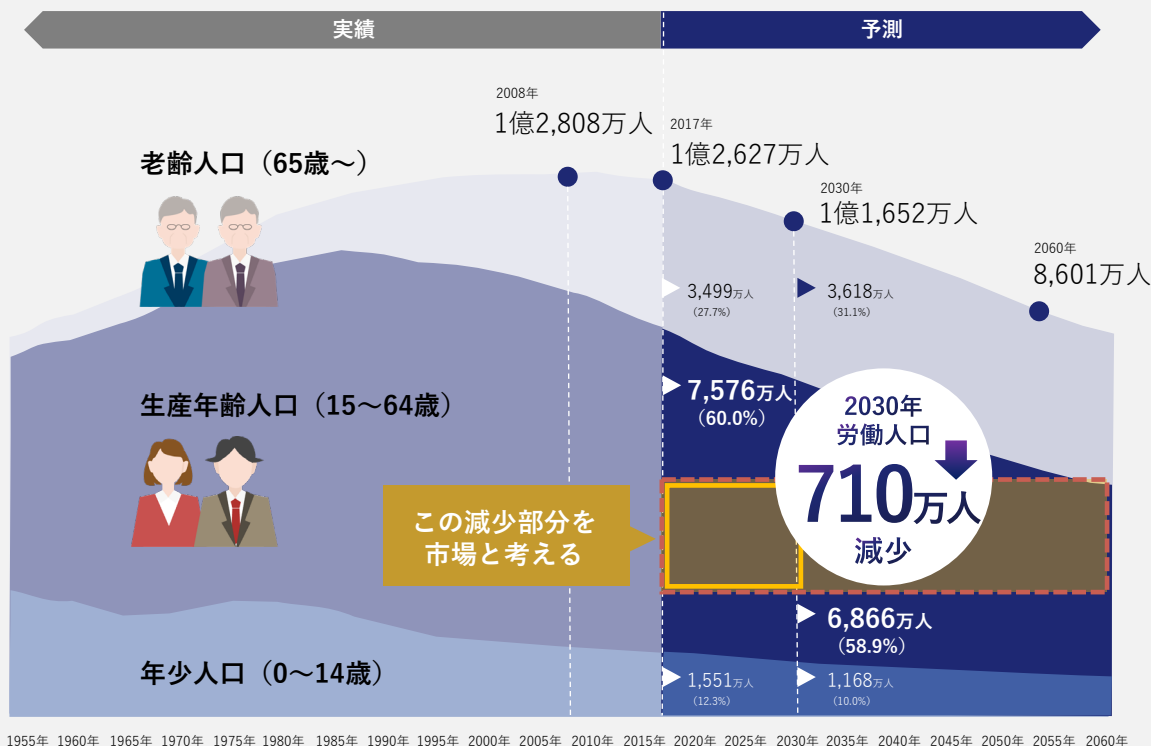 実績
予測
2008年
1億2,808万人
2017年
1億2,627万人
老齢人口（65歳～）
2030年
1億1,652万人
2060年
8,601万人
3,499万人
(27.7%)
3,618万人
(31.1%)
7,576万人
（60.0%）
生産年齢人口（15～64歳）
2030年
労働人口
710万人
減少
この減少部分を
市場と考える
6,866万人
（58.9%）
年少人口（0～14歳）
1,551万人
(12.3%)
1,168万人
(10.0%)
1955年 1960年 1965年 1970年 1975年 1980年 1985年 1990年 1995年 2000年 2005年 2010年 2015年 2020年 2025年 2030年 2035年 2040年 2045年 2050年 2055年 2060年